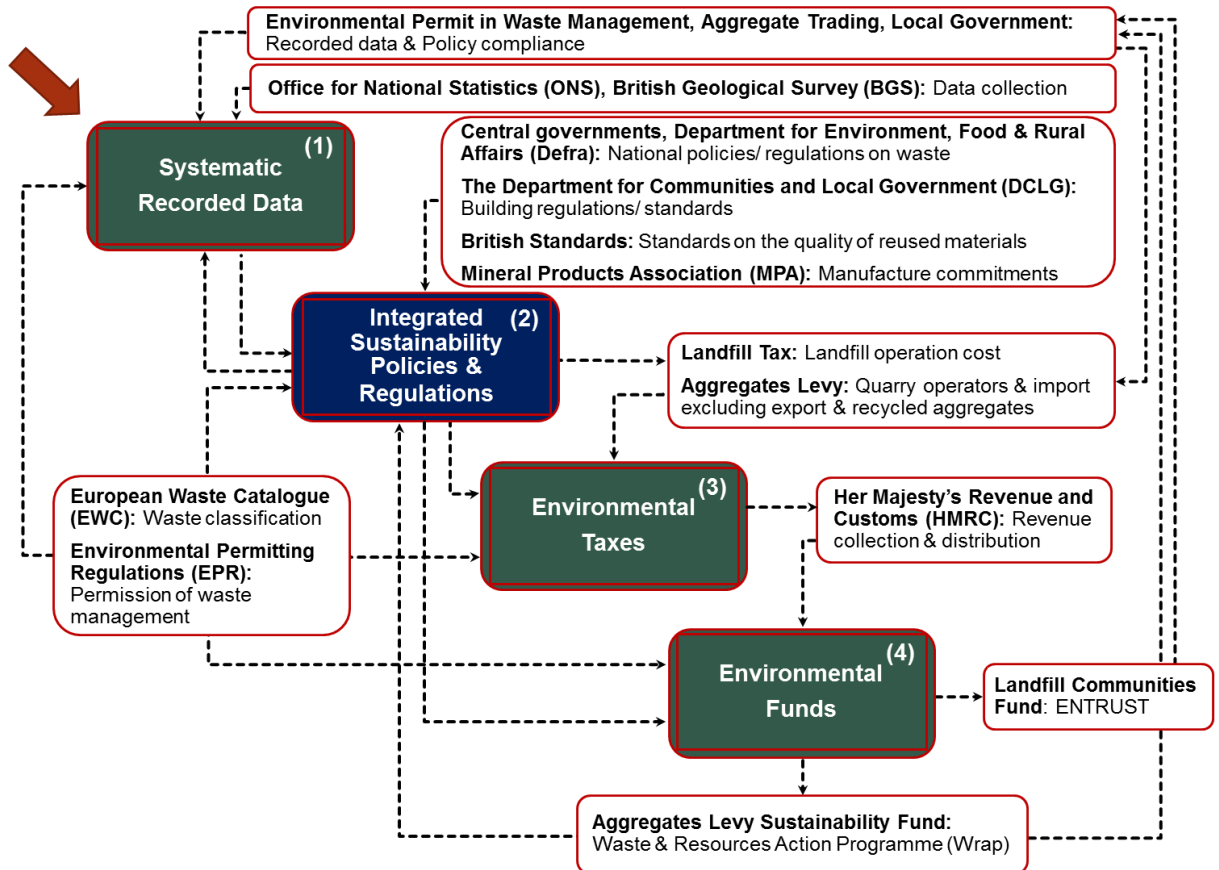 Environmental Permit in Waste Management, Aggregate Trading, Local Government:
Recorded data & Policy compliance
Office for National Statistics (ONS), British Geological Survey (BGS): Data collection
(1)
Systematic
Recorded Data
Central governments, Department for Environment, Food & Rural
Affairs (Defra): National policies/ regulations on waste
The Department for Communities and Local Government (DCLG):
Building regulations/ standards
British Standards: Standards on the quality of reused materials
Mineral Products Association (MPA): Manufacture commitments
(2)
Integrated
Sustainability
Policies &
Regulations
Landfill Tax: Landfill operation cost
Aggregates Levy: Quarry operators & import
excluding export & recycled aggregates
European Waste Catalogue
(EWC): Waste classification
Environmental Permitting
Regulations (EPR):
Permission of waste
management
(3)
Environmental
Taxes
Her Majesty's Revenue and
Customs (HMRC): Revenue
collection & distribution
(4)
Environmental
Funds
Landfill Communities
Fund: ENTRUST
Aggregates Levy Sustainability Fund:
Waste & Resources Action Programme (Wrap)